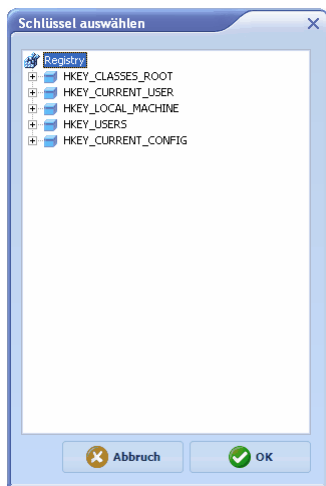 Schlüssel auswählen
Registry
HKEY_CLASSES_ROOT
HKEY_CURRENT_USER
HKEY_LOCAL_MACHINE
HKEY_USERS
HKEY_CURRENT_CONFIG
Abbruch OK